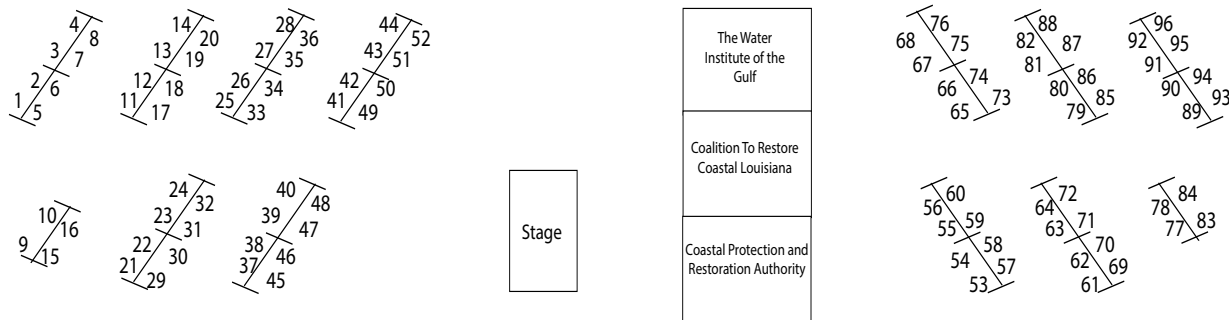 4 8 3 7 2 6 1 5
14 20 13 19 12 18 11 17
28 36 27 35 26 34 25 33
44 52 43 51 42 50 41 49
The Water
Institute of the
Gulf
Coalition To Restore
Coastal Louisiana
Coastal Protection and
Restoration Authority
76 68 75 67 74 66 73 65
88 82 87 81 86 80 85 79
96 92 95 91 94 90 93 89
10 16 9 15
24 32 23 31 22 30 21 29
40 48 39 47 38 46 37 45
Stage
60 56 59 55 58 54 57 53
72 64 71 63 70 62 69 61
84 78 83 77